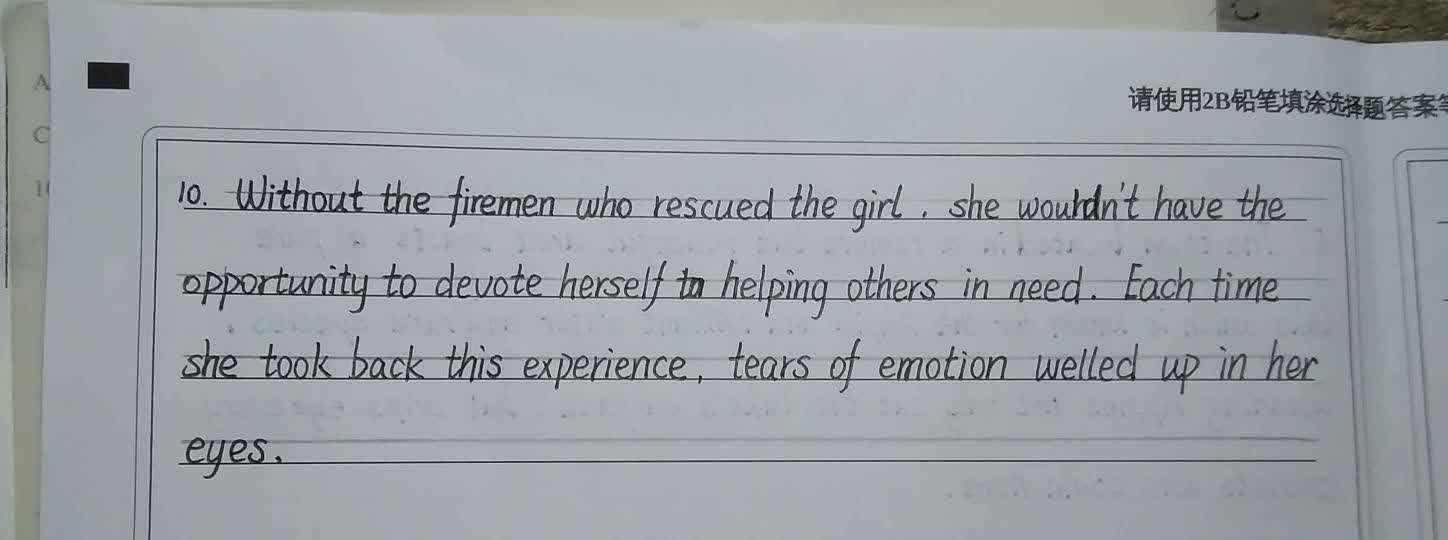 请使用2B铅笔填涂选择题答案等
10. Without the firemen who rescued the girl, she wouldn't have the
opportunity to devote herself to helping others in need. Each time
she took back this experience, tears of emotion welled up in her
eyes.